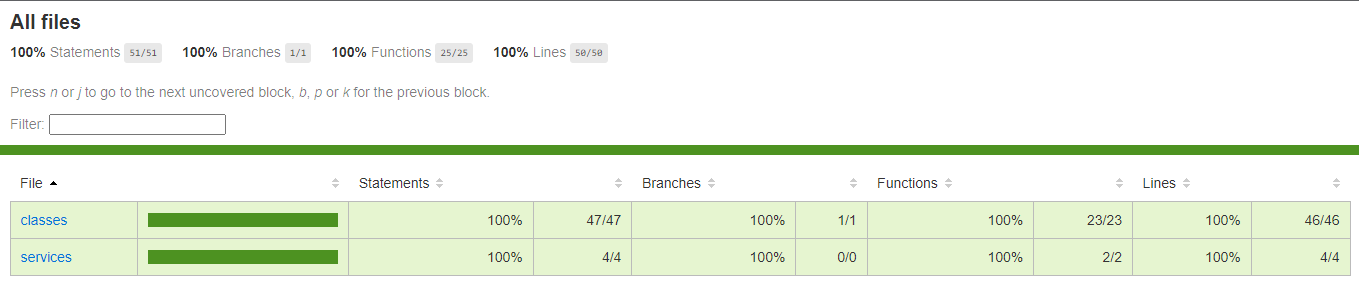 All files
100% Statements 51/51 100% Branches 1/1 100% Functions 25/25 100% Lines 50/50
Press n or j to go to the next uncovered block, b, p or k for the previous block.
Filter:
File Statements Branches Functions Lines
classes 100% 47/47 100% 1/1 100% 23/23 100% 46/46
services 100% 4/4 100% 0/0 100% 2/2 100% 4/4